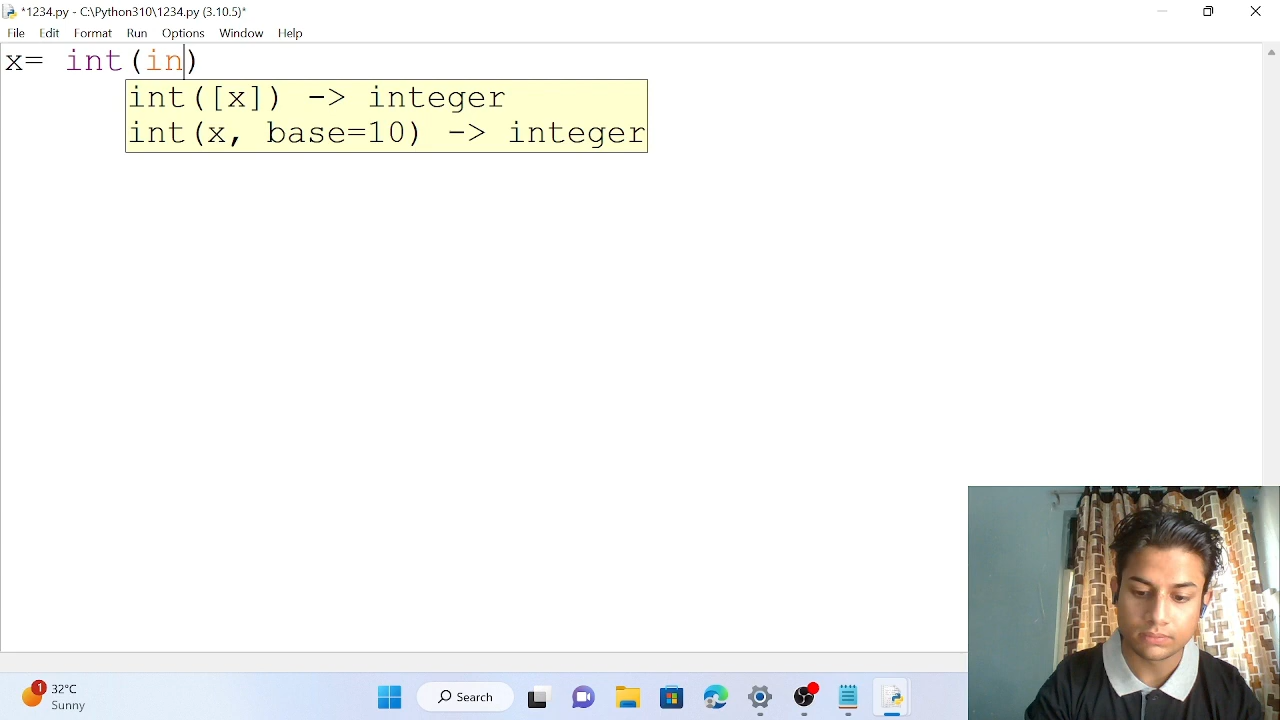 *1234.py - C:\Python310\1234.py (3.10.5)*
File Edit Format Run Options Window Help
x= int(in)
int([x]) -> integer
int(x, base=10) -> integer
1
32°C
Sunny
Search